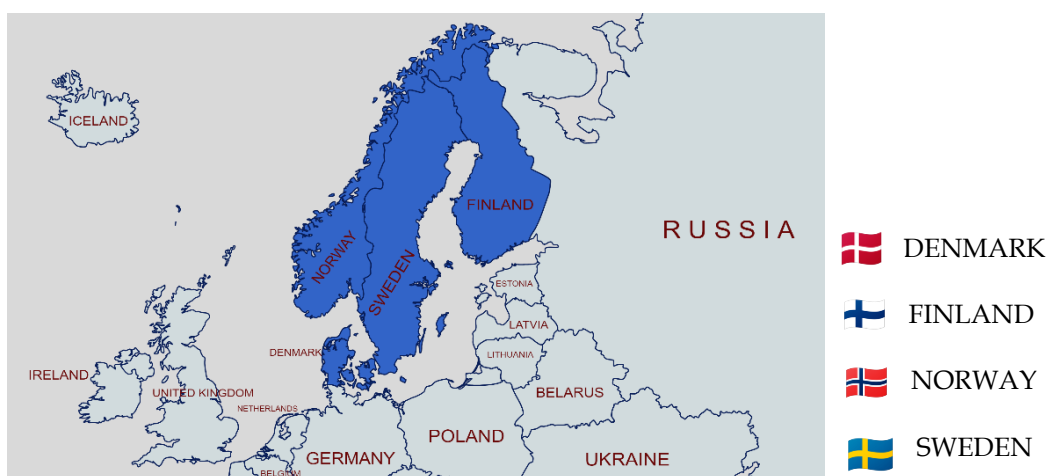 ICELAND
FINLAND
RUSSIA
NORWAY
SWEDEN
ESTONIA
LATVIA
DENMARK
LITHUANIA
IRELAND
UNITED KINGDOM
BELARUS
NETHERLANDS
POLAND
GERMANY
UKRAINE
BELGIUM
DENMARK
FINLAND
NORWAY
SWEDEN